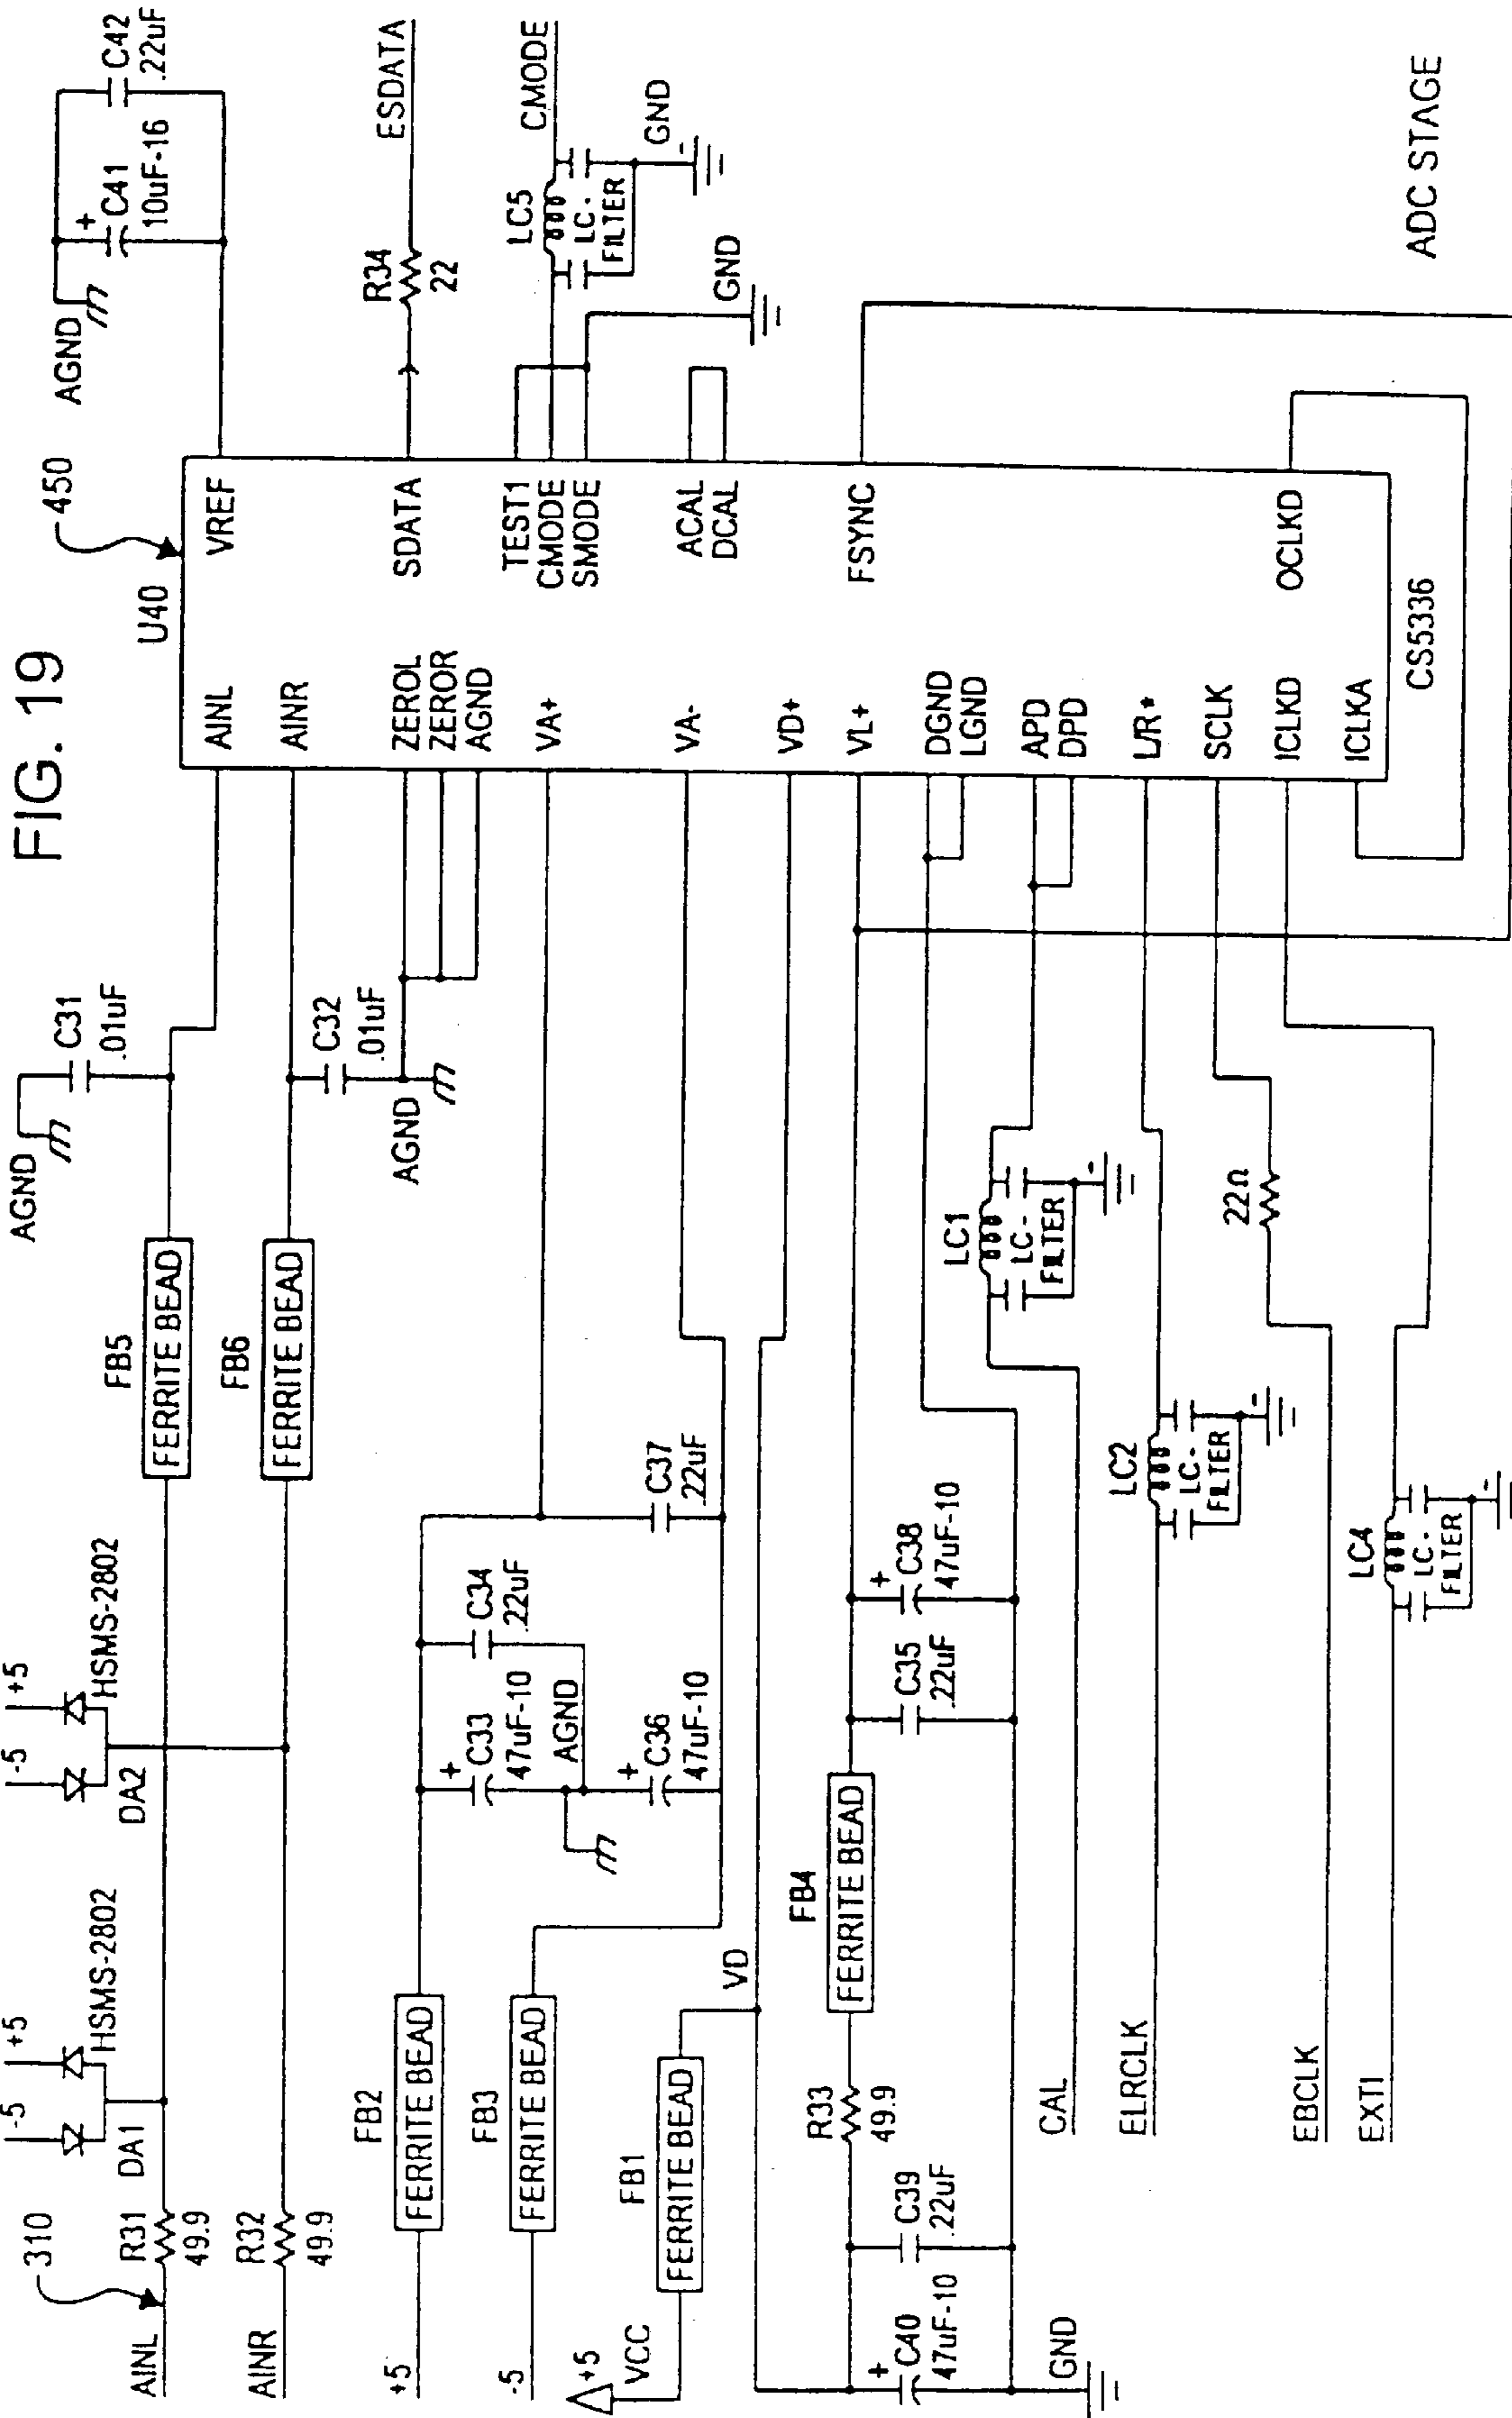 FIG. 19
310
AINL
R31
49.9
DA1
-5
+5
HSMS-2802
DA2
-5
+5
HSMS-2802
FB5
FERRITE BEAD
AGND
C31
.01uF
AINR
R32
49.9
FB6
FERRITE BEAD
C32
.01uF
AGND
+5
FB2
FERRITE BEAD
C33
47uF-10
+
C34
.22uF
AGND
-5
FB3
FERRITE BEAD
C36
47uF-10
+
C37
.22uF
+5
VCC
FB1
FERRITE BEAD
VD
R33
49.9
FB4
FERRITE BEAD
C35
.22uF
C38
47uF-10
+
C40
47uF-10
+
C39
.22uF
GND
CAL
LC1
LC-
FILTER
ELRCLK
LC2
LC-
FILTER
EBCLK
22Ω
EXTI
LC4
LC-
FILTER
U40
450
AINL
AINR
ZEROL
ZEROR
AGND
VA+
VA-
VD+
VL+
DGND
LGND
APD
DPD
L/R*
SCLK
ICLKD
ICLKA
VREF
SDATA
TEST1
CMODE
SMODE
ACAL
DCAL
FSYNC
OCLKD
CS5336
AGND
C41
10uF-16
+
C42
.22uF
R34
22
ESDATA
LC5
LC-
FILTER
CMODE
GND
GND
ADC STAGE